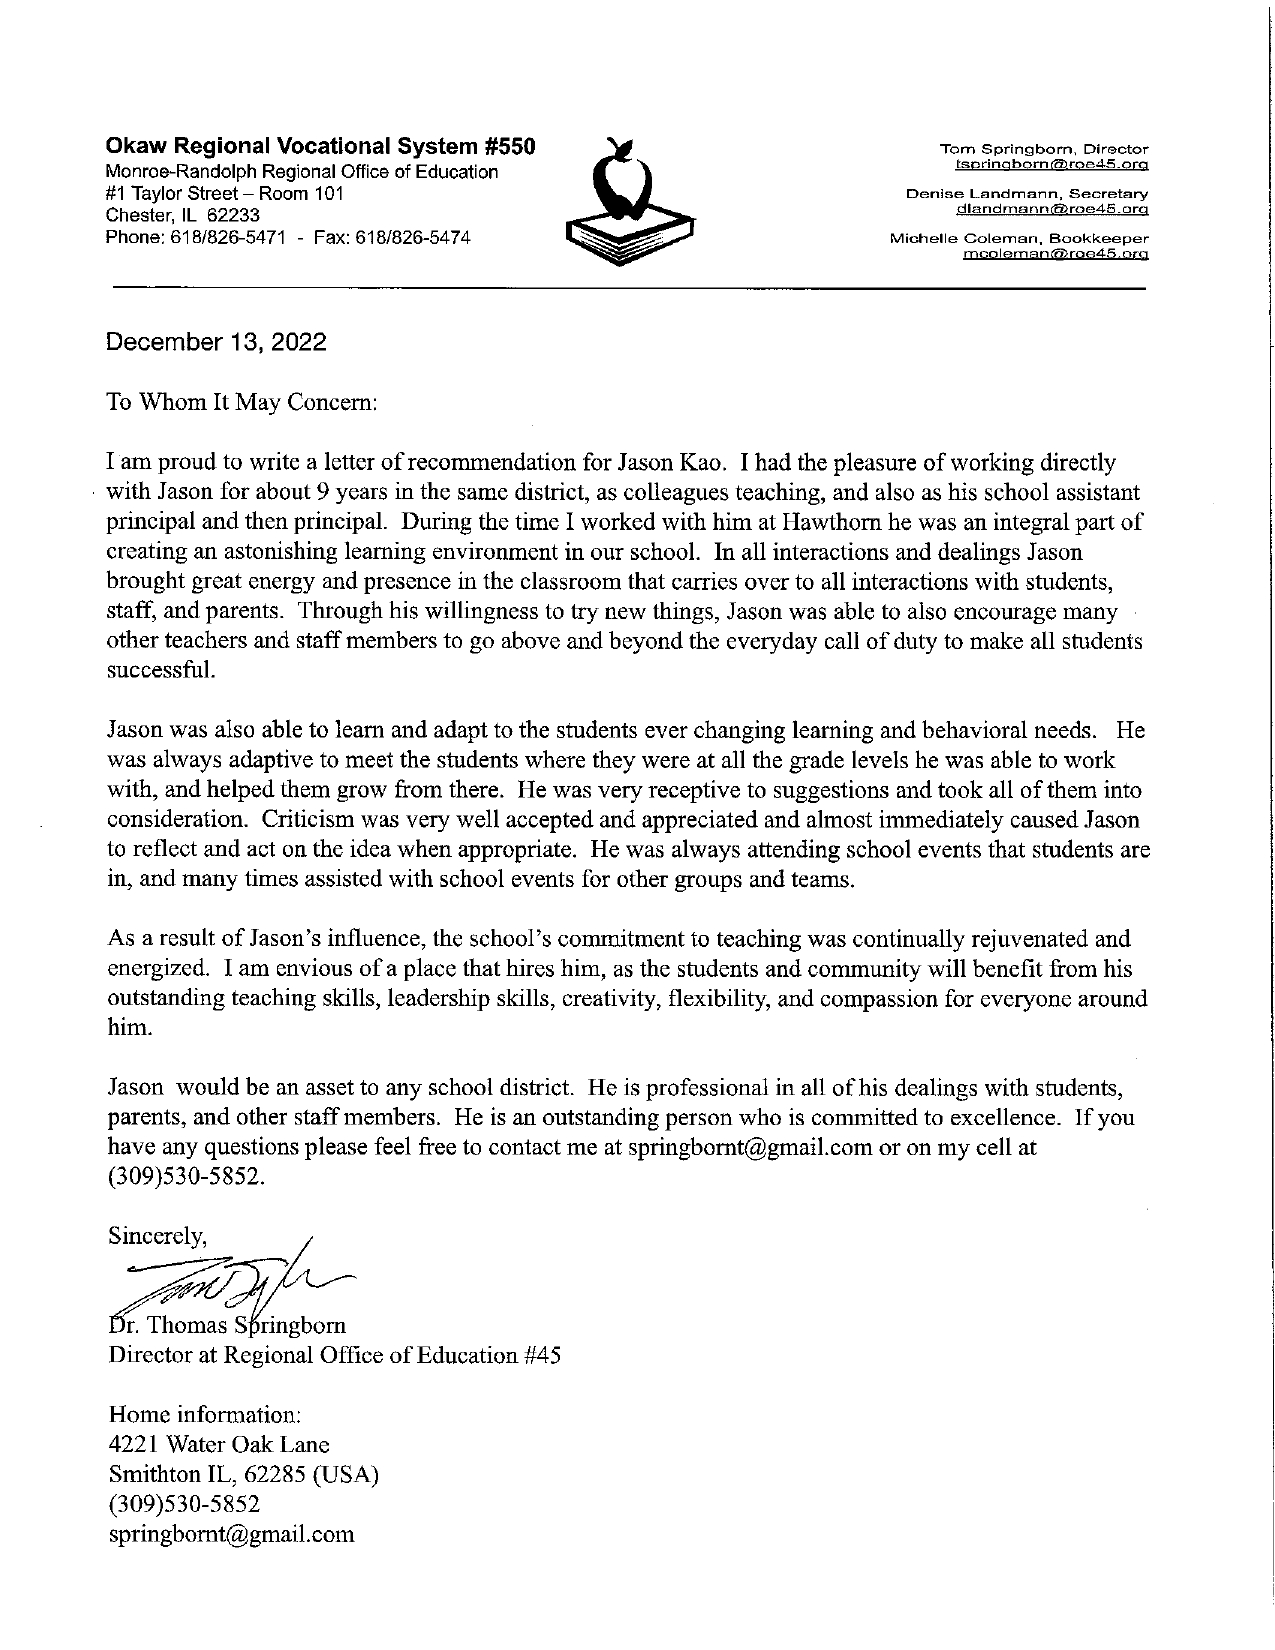 Okaw Regional Vocational System #550
Monroe-Randolph Regional Office of Education
#1 Taylor Street – Room 101
Chester, IL 62233
Phone: 618/826-5471 - Fax: 618/826-5474
Tom Springborn, Director
tspringborn@roe45.org
Denise Landmann, Secretary
dlandmann@roe45.org
Michelle Coleman, Bookkeeper
mcoleman@roe45.org
December 13, 2022
To Whom It May Concern:
I am proud to write a letter of recommendation for Jason Kao. I had the pleasure of working directly
with Jason for about 9 years in the same district, as colleagues teaching, and also as his school assistant
principal and then principal. During the time I worked with him at Hawthorn he was an integral part of
creating an astonishing learning environment in our school. In all interactions and dealings Jason
brought great energy and presence in the classroom that carries over to all interactions with students,
staff, and parents. Through his willingness to try new things, Jason was able to also encourage many
other teachers and staff members to go above and beyond the everyday call of duty to make all students
successful.
Jason was also able to learn and adapt to the students ever changing learning and behavioral needs. He
was always adaptive to meet the students where they were at all the grade levels he was able to work
with, and helped them grow from there. He was very receptive to suggestions and took all of them into
consideration. Criticism was very well accepted and appreciated and almost immediately caused Jason
to reflect and act on the idea when appropriate. He was always attending school events that students are
in, and many times assisted with school events for other groups and teams.
As a result of Jason's influence, the school's commitment to teaching was continually rejuvenated and
energized. I am envious of a place that hires him, as the students and community will benefit from his
outstanding teaching skills, leadership skills, creativity, flexibility, and compassion for everyone around
him.
Jason would be an asset to any school district. He is professional in all of his dealings with students,
parents, and other staff members. He is an outstanding person who is committed to excellence. If you
have any questions please feel free to contact me at springbornt@gmail.com or on my cell at
(309)530-5852.
Sincerely,
Dr. Thomas Springborn
Director at Regional Office of Education #45
Home information:
4221 Water Oak Lane
Smithton IL, 62285 (USA)
(309)530-5852
springbornt@gmail.com